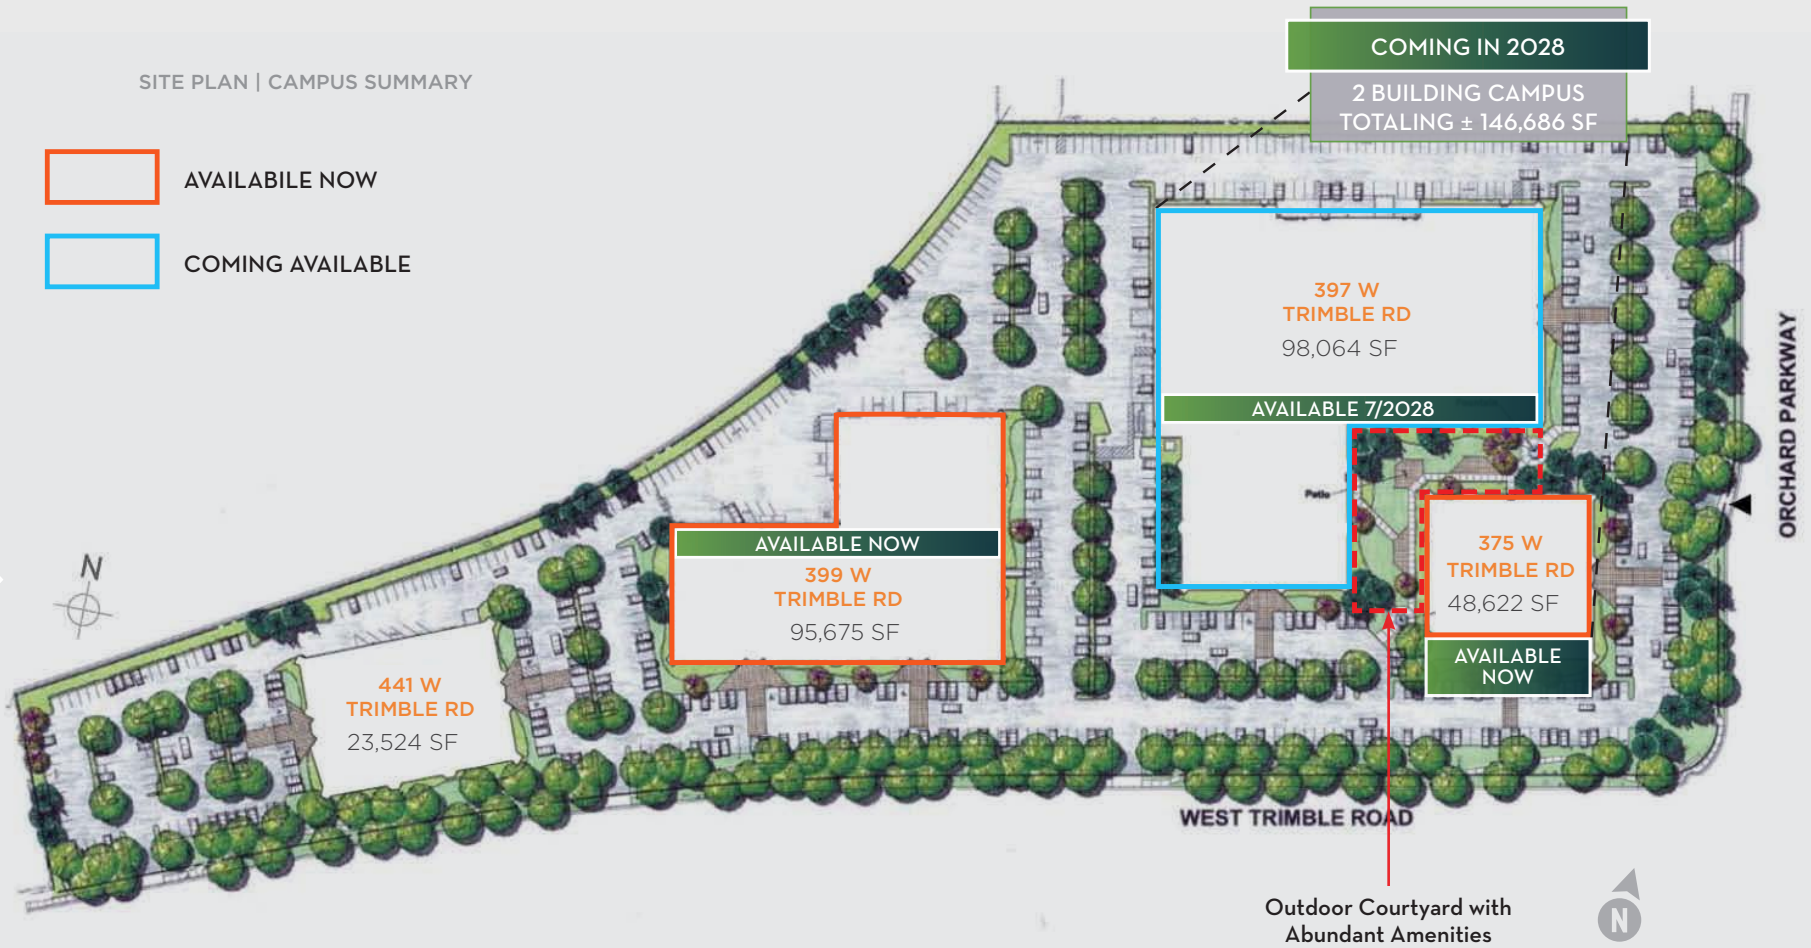 SITE PLAN | CAMPUS SUMMARY
AVAILABILE NOW
COMING AVAILABLE
COMING IN 2028
2 BUILDING CAMPUS
TOTALING ± 146,686 SF
397 W
TRIMBLE RD
98,064 SF
AVAILABLE 7/2028
Patio
375 W
TRIMBLE RD
48,622 SF
AVAILABLE
NOW
AVAILABLE NOW
399 W
TRIMBLE RD
95,675 SF
441 W
TRIMBLE RD
23,524 SF
N
ORCHARD PARKWAY
WEST TRIMBLE ROAD
Outdoor Courtyard with
Abundant Amenities
N